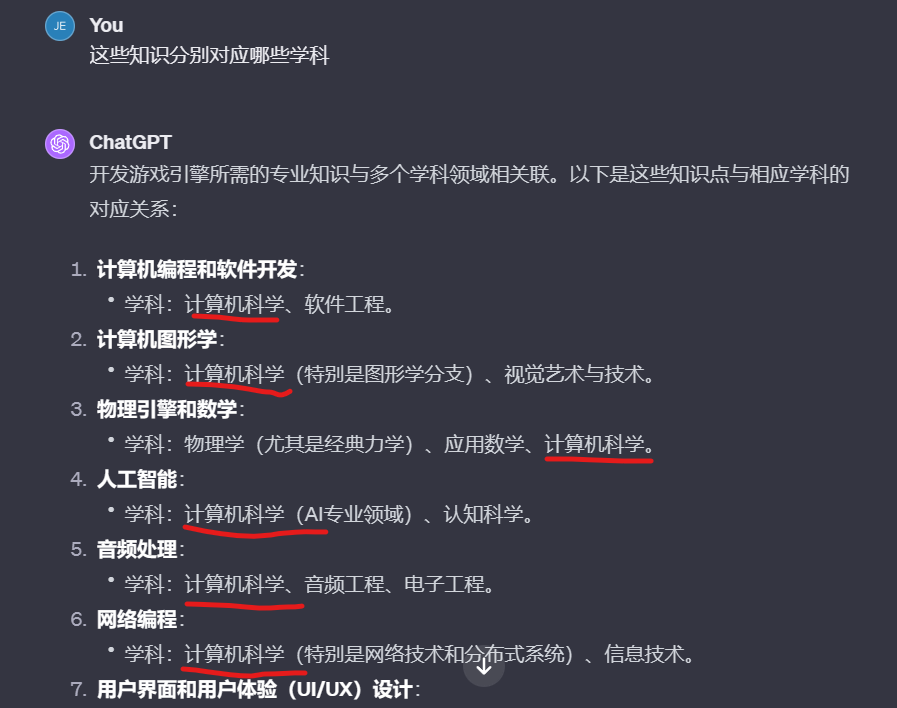 JE
You
这些知识分别对应哪些学科
ChatGPT
开发游戏引擎所需的专业知识与多个学科领域相关联。以下是这些知识点与相应学科的
对应关系：
1. 计算机编程和软件开发：
• 学科：计算机科学、软件工程。
2. 计算机图形学：
• 学科：计算机科学（特别是图形学分支）、视觉艺术与技术。
3. 物理引擎和数学：
• 学科：物理学（尤其是经典力学）、应用数学、计算机科学。
4. 人工智能：
• 学科：计算机科学（AI专业领域）、认知科学。
5. 音频处理：
• 学科：计算机科学、音频工程、电子工程。
6. 网络编程：
• 学科：计算机科学（特别是网络技术和分布式系统）、信息技术。
7. 用户界面和用户体验（UI/UX）设计：